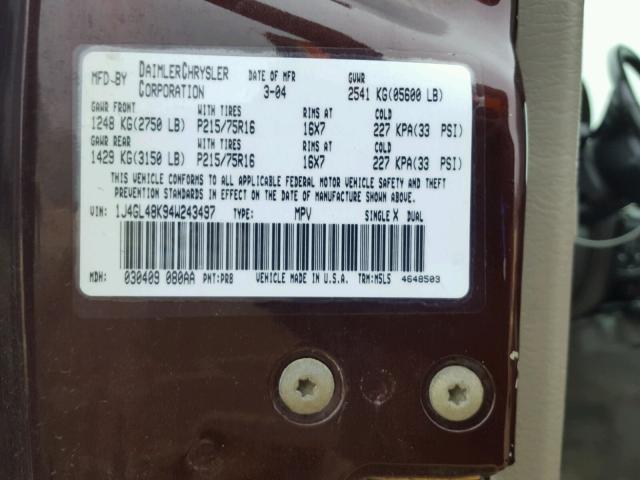 MFD-BY DAIMLERCHRYSLER CORPORATION DATE OF MFR 3-04 GVWR 2541 KG(05600 LB)
GAWR FRONT WITH TIRES RIMS AT COLD
1248 KG(2750 LB) P215/75R16 16X7 227 KPA(33 PSI)
GAWR REAR WITH TIRES RIMS AT COLD
1429 KG(3150 LB) P215/75R16 16X7 227 KPA(33 PSI)
THIS VEHICLE CONFORMS TO ALL APPLICABLE FEDERAL MOTOR VEHICLE SAFETY AND THEFT
PREVENTION STANDARDS IN EFFECT ON THE DATE OF MANUFACTURE SHOWN ABOVE.
VIN: 1J4GL48K94W243497 TYPE: MPV SINGLE X DUAL
MDH: 030409 080AA PNT:PR8 VEHICLE MADE IN U.S.A. TRM:M5L5 4648503